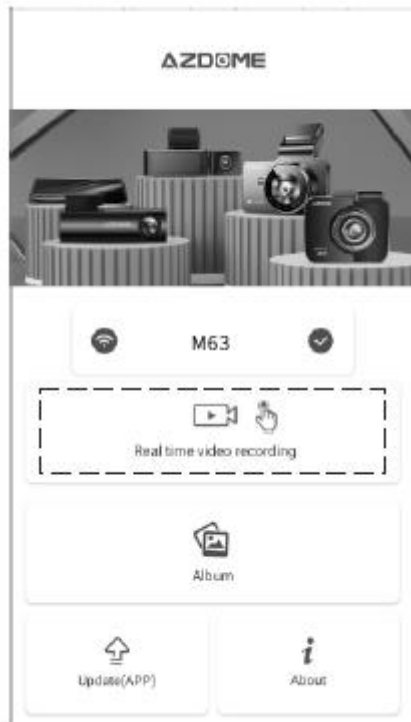 AZDOME
M63
Real time video recording
Album
Update(APP)
About